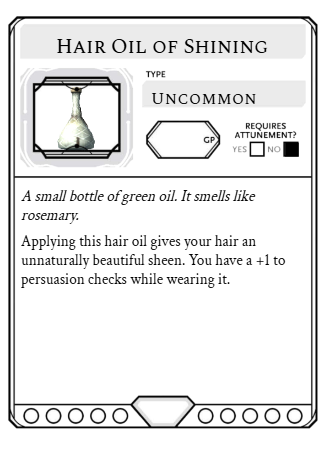 Hair Oil of Shining
TYPE
Uncommon
GP
REQUIRES
ATTUNEMENT?
YES NO
A small bottle of green oil. It smells like
rosemary.
Applying this hair oil gives your hair an
unnaturally beautiful sheen. You have a +1 to
persuasion checks while wearing it.